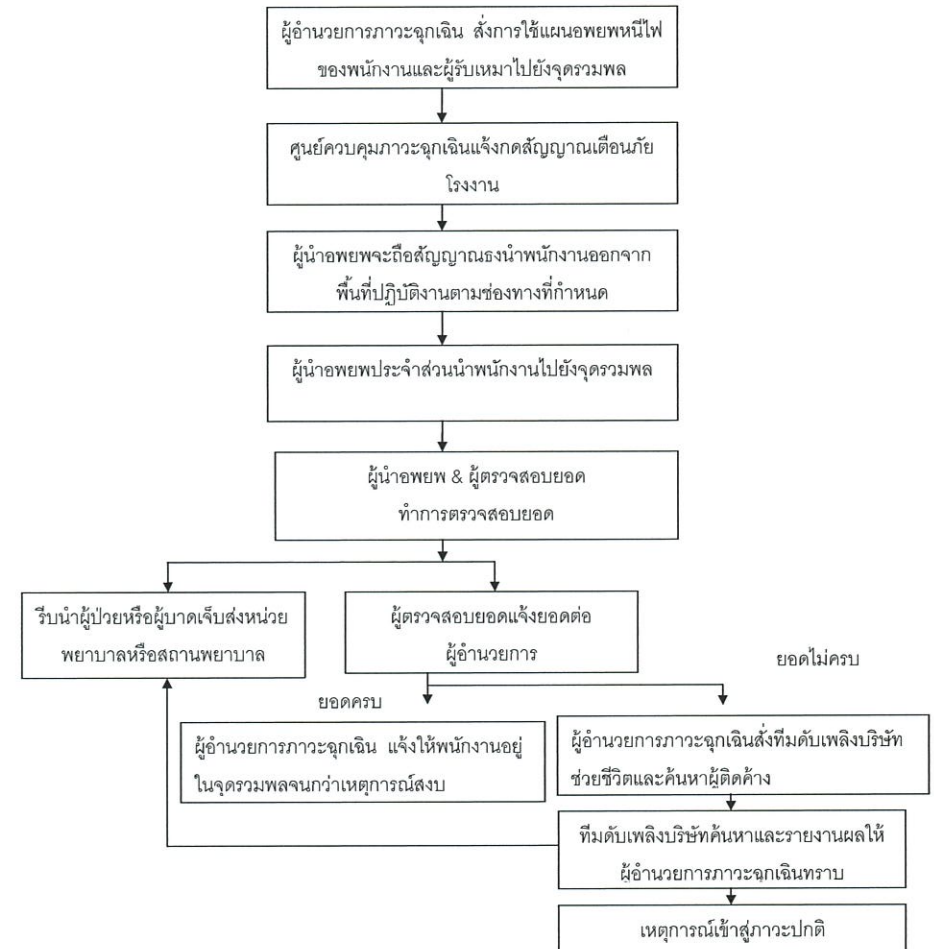 ผู้อำนวยการภาวะฉุกเฉิน สั่งการใช้แผนอพยพหนีไฟ
ของพนักงานและผู้รับเหมาไปยังจุดรวมพล
ศูนย์ควบคุมภาวะฉุกเฉินแจ้งกดสัญญาณเตือนภัย
โรงงาน
ผู้นำอพยพจะถือสัญญาณธงนำพนักงานออกจาก
พื้นที่ปฏิบัติงานตามช่องทางที่กำหนด
ผู้นำอพยพประจำส่วนนำพนักงานไปยังจุดรวมพล
ผู้นำอพยพ & ผู้ตรวจสอบยอด
ทำการตรวจสอบยอด
รีบนำผู้ป่วยหรือผู้บาดเจ็บส่งหน่วย
พยาบาลหรือสถานพยาบาล
ผู้ตรวจสอบยอดแจ้งยอดต่อ
ผู้อำนวยการ
ยอดไม่ครบ
ยอดครบ
ผู้อำนวยการภาวะฉุกเฉิน แจ้งให้พนักงานอยู่
ในจุดรวมพลจนกว่าเหตุการณ์สงบ
ผู้อำนวยการภาวะฉุกเฉินสั่งทีมดับเพลิงบริษัท
ช่วยชีวิตและค้นหาผู้ติดค้าง
ทีมดับเพลิงบริษัทค้นหาและรายงานผลให้
ผู้อำนวยการภาวะฉุกเฉินทราบ
เหตุการณ์เข้าสู่ภาวะปกติ